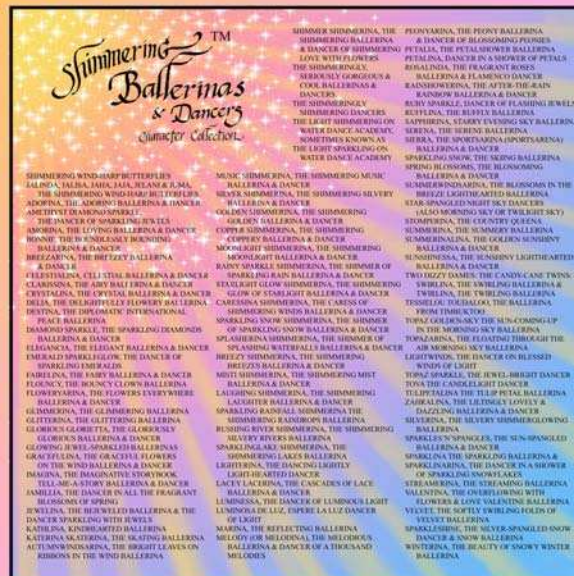 Shimmering TM
Ballerinas
& Dancers
Character Collection
SHIMMERING WIND-HARP BUTTERFLIES
JALINDA, JALISA, JAHA, JAJA, JELANI & JUMA,
THE SHIMMERING WIND-HARP BUTTERFLIES
ADORINA, THE ADORING BALLERINA & DANCER
AMETHYST DIAMOND SPARKLE,
THE DANCER OF SPARKLING JEWELS
AMORINA, THE LOVING BALLERINA & DANCER
BONNIE THE BOUNDLESSLY BOUNDING
BALLERINA & DANCER
BREEZARINA, THE BREEZEY BALLERINA
& DANCER
CELESTIALINA, CELESTIAL BALLERINA & DANCER
CLARISSINA, THE AIRY BALLERINA & DANCER
CRYSTALINA, THE CRYSTAL BALLERINA & DANCER
DELIA, THE DELIGHTFULLY FLOWERY BALLERINA
DESTINA, THE DIPLOMATIC INTERNATIONAL
PEACE BALLERINA
DIAMOND SPARKLE, THE SPARKLING DIAMONDS
BALLERINA & DANCER
ELEGANCIA, THE ELEGANT BALLERINA & DANCER
EMERALD SPARKLEGLOW, THE DANCER OF
SPARKLING EMERALDS
FAIRELINA, THE FAIRY BALLERINA & DANCER
FLOUNCY, THE BOUNCY CLOWN BALLERINA
FLOWERYARINA, THE FLOWERS EVERYWHERE
BALLERINA & DANCER
GLIMMERINA, THE GLIMMERING BALLERINA
GLITTERINA, THE GLITTERING BALLERINA
GLORIOUS GLORIETTA, THE GLORIOUSLY
GLORIOUS BALLERINA & DANCER
GLOWING JEWEL-SPARKLED BALLERINAS
GRACEFULINA, THE GRACEFUL FLOWERS
ON THE WIND BALLERINA & DANCER
IMAGINA, THE IMAGINATIVE STORYBOOK
TELL-ME-A-STORY BALLERINA & DANCER
FAMILLIA, THE DANCER IN ALL THE FRAGRANT
BLOSSOMS OF SPRING
JEWELINA, THE BEJEWELED BALLERINA & THE
DANCER SPARKLING WITH JEWELS
KATHLINA, KINDHEARTED BALLERINA
KATERINA SKATERINA, THE SKATING BALLERINA
AUTUMNWINDSARINA, THE BRIGHT LEAVES ON
RIBBONS IN THE WIND BALLERINA
SHIMMER SHIMMERINA, THE
SHIMMERING BALLERINA
& DANCER OF SHIMMERING
LOVE WITH FLOWERS
THE SHIMMERINGLY,
SERIOUSLY GORGEOUS &
COOL BALLERINAS &
DANCERS
THE SHIMMERINGLY
SHIMMERING DANCERS
THE LIGHT SHIMMERING ON
WATER DANCE ACADEMY,
SOMETIMES KNOWN AS
THE LIGHT SPARKLING ON
WATER DANCE ACADEMY
MUSIC SHIMMERINA, THE SHIMMERING MUSIC
BALLERINA & DANCER
SILVER SHIMMERINA, THE SHIMMERING SILVERY
BALLERINA & DANCER
GOLDEN SHIMMERINA, THE SHIMMERING
GOLDEN BALLERINA & DANCER
COPPER SHIMMERINA, THE SHIMMERING
COPPERY BALLERINA & DANCER
MOONLIGHT SHIMMERINA, THE SHIMMERING
MOONLIGHT BALLERINA & DANCER
RAINY SPARKLE SHIMMERINA, THE SHIMMER OF
SPARKLING RAIN BALLERINA & DANCER
STARLIGHT GLOW SHIMMERINA, THE SHIMMERING
GLOW OF STARLIGHT BALLERINA & DANCER
CARESSINA SHIMMERINA, THE CARESS OF
SHIMMERING WINDS BALLERINA & DANCER
SPARKLING SNOW SHIMMERINA, THE SHIMMER
OF SPARKLING SNOW BALLERINA & DANCER
SPLASHERINA SHIMMERINA, THE SHIMMER OF
SPLASHING WATERFALLS BALLERINA & DANCER
BREEZY SHIMMERINA, THE SHIMMERING
BREEZES BALLERINA & DANCER
MISTI SHIMMERINA, THE SHIMMERING MIST
BALLERINA & DANCER
LAUGHING SHIMMERINA, THE SHIMMERING
LAUGHTER BALLERINA & DANCER
SPARKLING RAINFALL SHIMMERINA THE
SHIMMERING RAINDROPS BALLERINA
RUSHING RIVER SHIMMERINA, THE SHIMMERING
SILVERY RIVERS BALLERINA
SPARKLINGLAKE SHIMMERINA, THE
SHIMMERING LAKES BALLERINA
LIGHTERINA, THE DANCING LIGHTLY
LIGHT-HEARTED DANCER
LACEY LACERINA, THE CASCADES OF LACE
BALLERINA & DANCER
LUMINESSA, THE DANCER OF LUMINOUS LIGHT
LUMINOSA DE LUZ, ESPERE LA LUZ DANCER
OF LIGHT
MARINA, THE REFLECTING BALLERINA
MELODY (OR MELODINA), THE MELODIOUS
BALLERINA & DANCER OF A THOUSAND
MELODIES
PEONYARINA, THE PEONY BALLERINA
& DANCER OF BLOSSOMING PEONIES
PETALIA, THE PETALSHOWER BALLERINA
PETALINA, DANCER IN A SHOWER OF PETALS
ROSALINDA, THE FRAGRANT ROSES
BALLERINA & FLAMENCO DANCER
RAINSHOWERINA, THE AFTER-THE-RAIN
RAINBOW BALLERINA & DANCER
RUBY SPARKLE, DANCER OF FLASHING JEWELS
RUFFLINA, THE RUFFLY BALLERINA
SAPPHIRINA, STARRY EVENING SKY BALLERINA
SERENA, THE SERENE BALLERINA
SIERRA, THE SPORTSARINA (SPORTSARENA)
BALLERINA & DANCER
SPARKLING SNOW, THE SKIING BALLERINA
SPRING BLOSSOMS, THE BLOSSOMING
BALLERINA & DANCER
SUMMERWINDSARINA, THE BLOSSOMS IN THE
BREEZE LIGHTHEARTED BALLERINA
STAR-SPANGLED NIGHT SKY DANCERS
(ALSO MORNING SKY OR TWILIGHT SKY)
STOMPERINA, THE COUNTRY QUEENA
SUMMERINA, THE SUMMERY BALLERINA
SUMMERINALINA, THE GOLDEN SUNSHINY
BALLERINA & DANCER
SUNSHINESSA, THE SUNSHINY LIGHTHEARTED
BALLERINA & DANCER
TWO DIZZY DAMES: THE CANDY-CANE TWINS:
SWIRLINA, THE SWIRLING BALLERINA &
TWIRLINA, THE TWIRLING BALLERINA
TESSIELOU TOUSALOU, THE BALLERINA
FROM TIMBUKTOO
TOPAZ GOLDEN-SKY THE SUN-COMING-UP
IN THE MORNING SKY BALLERINA
TOPAZARINA, THE FLOATING THROUGH THE
AIR MORNING SKY BALLERINA
LIGHTWINDS, THE DANCER ON BLESSED
WINDS OF LIGHT
TOPAZ SPARKLE, THE JEWEL-BRIGHT DANCER
TOVA THE CANDLELIGHT DANCER
TULIPETALINA THE TULIP PETAL BALLERINA
ZAHRALINA, THE LILTINGLY LOVELY &
DAZZLING BALLERINA & DANCER
SILVERINA, THE SILVERY SHIMMERGLOWING
BALLERINA
SPARKLES'N'SPANGLES, THE SUN-SPANGLED
BALLERINA & DANCER
SPARKLINA THE SPARKLING BALLERINA &
SPARKLINARINA, THE DANCER IN A SHOWER
OF SPARKLING SNOWFLAKES
STREAMERINA, THE STREAMING BALLERINA
VALENTINA, THE OVERFLOWING WITH
FLOWERS & LOVE VALENTINE BALLERINA
VELVET, THE SOFTLY SWIRLING FOLDS OF
VELVET BALLERINA
SPARKLESHINE, THE SILVER-SPANGLED SNOW
DANCER & SNOW BALLERINA
WINTERINA, THE BEAUTY OF SNOWY WINTER
BALLERINA